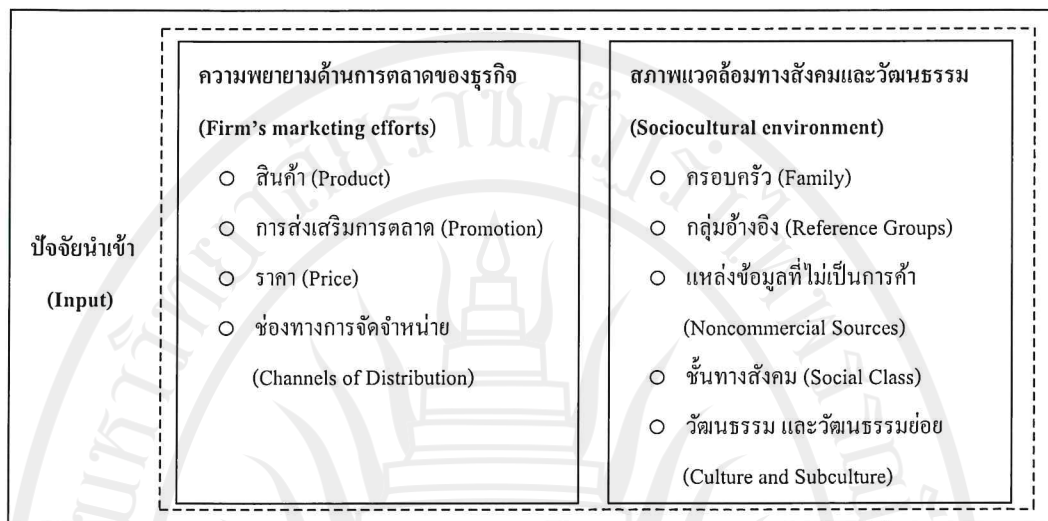 ปัจจัยนำเข้า
(Input)
ความพยายามด้านการตลาดของธุรกิจ
(Firm's marketing efforts)
สินค้า (Product)
การส่งเสริมการตลาด (Promotion)
ราคา (Price)
ช่องทางการจัดจำหน่าย
(Channels of Distribution)
สภาพแวดล้อมทางสังคมและวัฒนธรรม
(Sociocultural environment)
ครอบครัว (Family)
กลุ่มอ้างอิง (Reference Groups)
แหล่งข้อมูลที่ไม่เป็นการค้า
(Noncommercial Sources)
ชั้นทางสังคม (Social Class)
วัฒนธรรม และวัฒนธรรมย่อย
(Culture and Subculture)